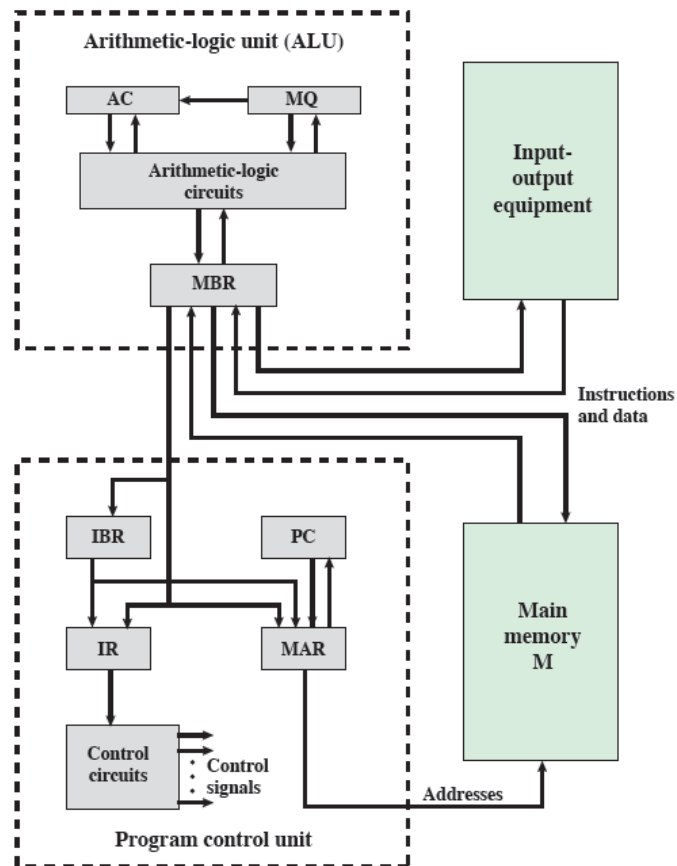 Arithmetic-logic unit (ALU)
AC
MQ
Arithmetic-logic
circuits
MBR
Input-
output
equipment
Instructions
and data
IBR
PC
IR
MAR
Main
memory
M
Control
circuits
Control
signals
Addresses
Program control unit